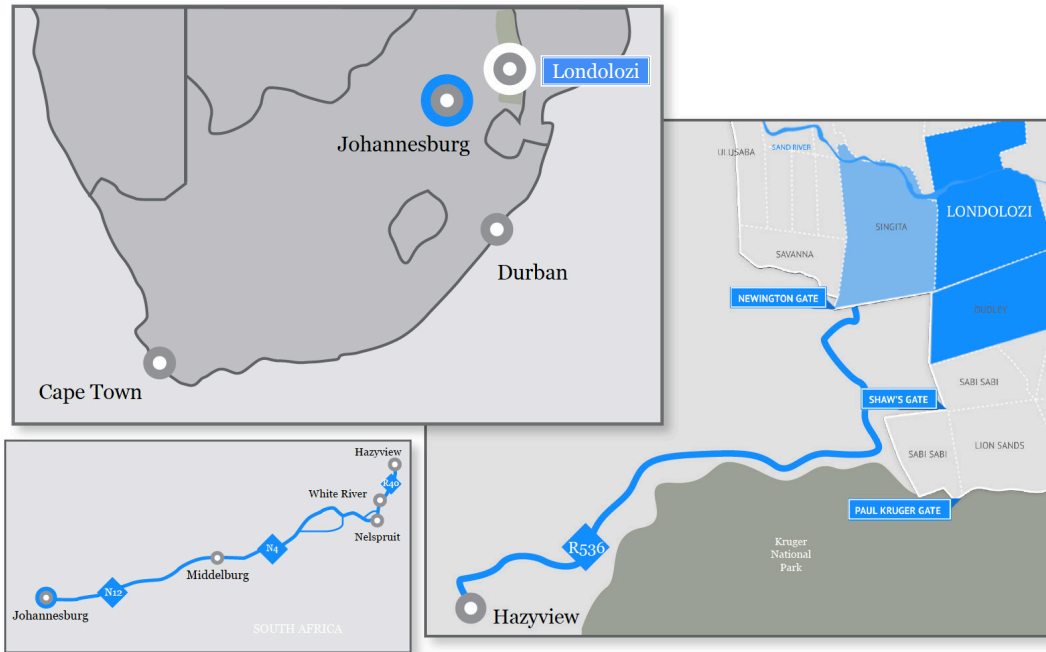 Londolozi
Johannesburg
Durban
Cape Town
ULUSABA
SAND RIVER
LONDOLOZI
SINGITA
SAVANNA
NEWINGTON GATE
DUDLEY
SABI SABI
SHAW'S GATE
SABI SABI
LION SANDS
PAUL KRUGER GATE
R536
Kruger
National
Park
Hazyview
Hazyview
R40
White River
Nelspruit
N4
Middelburg
N12
Johannesburg
SOUTH AFRICA